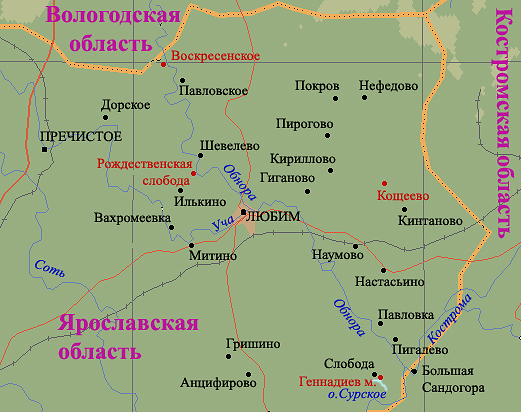 Вологодская
область
Костромская область
Воскресенское
Павловское
Покров
Нефедово
Дорское
Пирогово
ПРЕЧИСТОЕ
Шевелево
Кириллово
Рождественская
слобода
Обнора
Гиганово
Кощеево
Илькино
Вахромеевка
Уча
ЛЮБИМ
Кинтаново
Митино
Наумово
Соть
Настасьино
Обнора
Кострома
Ярославская
область
Павловка
Гришино
Пигалево
Анциферово
Слобода
Геннадиев м.
о.Сурское
Большая
Сандогора